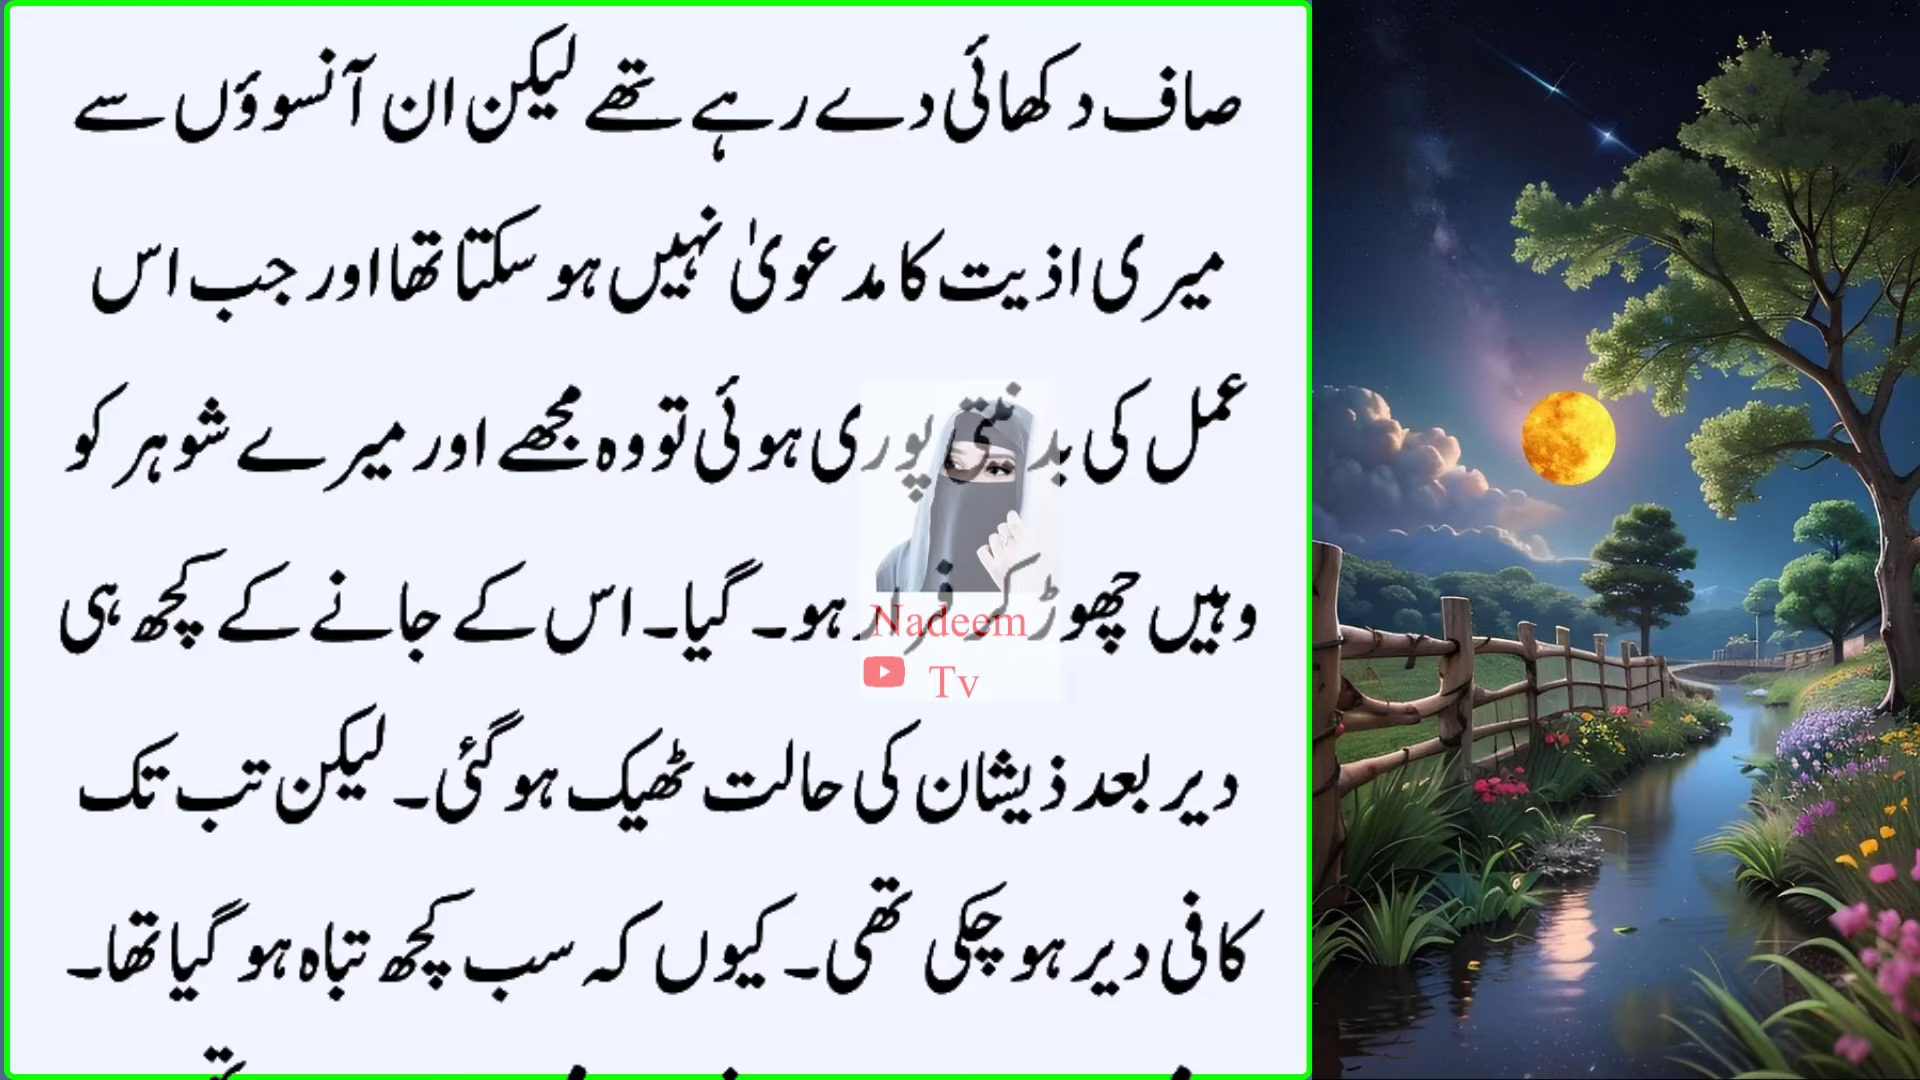 صاف دکھائی دے رہے تھے لیکن ان آنسوؤں سے
میری اذیت کا مدعویٰ نہیں ہو سکتا تھا اور جب اس
عمل کی بدنیتی پوری ہوئی تو وہ مجھے اور میرے شوہر کو
وہیں چھوڑ کر فرار ہو۔ گیا۔ اس کے جانے کے کچھ ہی
دیر بعد ذیشان کی حالت ٹھیک ہو گئی۔ لیکن تب تک
کافی دیر ہو چکی تھی۔ کیوں کہ سب کچھ تباہ ہو گیا تھا۔
Nadeem
Tv